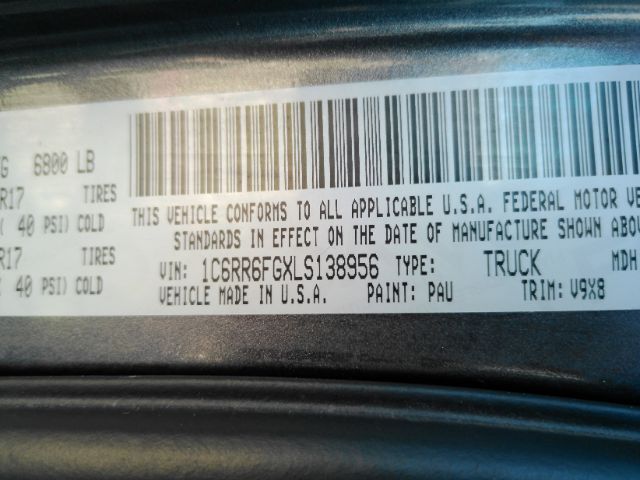 G 6800 LB
R17 TIRES
( 40 PSI) COLD
R17 TIRES
( 40 PSI) COLD
THIS VEHICLE CONFORMS TO ALL APPLICABLE U.S.A. FEDERAL MOTOR VE
STANDARDS IN EFFECT ON THE DATE OF MANUFACTURE SHOWN ABOV
VIN: 1C6RR6FGXLS138956 TYPE: TRUCK MDH
VEHICLE MADE IN U.S.A. PAINT: PAU TRIM: V9X8